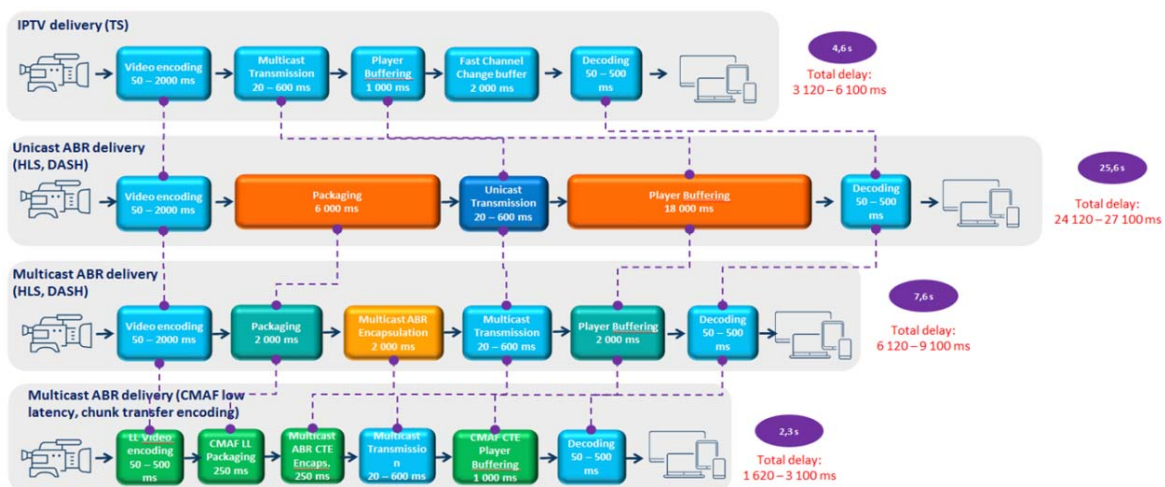 IPTV delivery (TS)
Video encoding
50 – 2000 ms
Multicast
Transmission
20 – 600 ms
Player
Buffering
1 000 ms
Fast Channel
Change buffer
2 000 ms
Decoding
50 – 500
ms
4,6 s
Total delay:
3 120 – 6 100 ms
Unicast ABR delivery
(HLS, DASH)
Video encoding
50 – 2000 ms
Packaging
6 000 ms
Unicast
Transmission
20 – 600 ms
Player Buffering
18 000 ms
Decoding
50 – 500
ms
25,6 s
Total delay:
24 120 – 27 100 ms
Multicast ABR delivery
(HLS, DASH)
Video encoding
50 – 2000 ms
Packaging
2 000 ms
Multicast ABR
Encapsulation
2 000 ms
Multicast
Transmission
20 – 600 ms
Player Buffering
2 000 ms
Decoding
50 – 500
ms
7,6 s
Total delay:
6 120 – 9 100 ms
Multicast ABR delivery (CMAF low
latency, chunk transfer encoding)
LL Video
encoding
50 – 500
ms
CMAF LL
Packaging
250 ms
Multicast
ABR CTE
Encaps.
250 ms
Multicast
Transmissio
n
20 – 600 ms
CMAF CTE
Player
Buffering
1 000 ms
Decoding
50 – 500
ms
2,3 s
Total delay:
1 620 – 3 100 ms